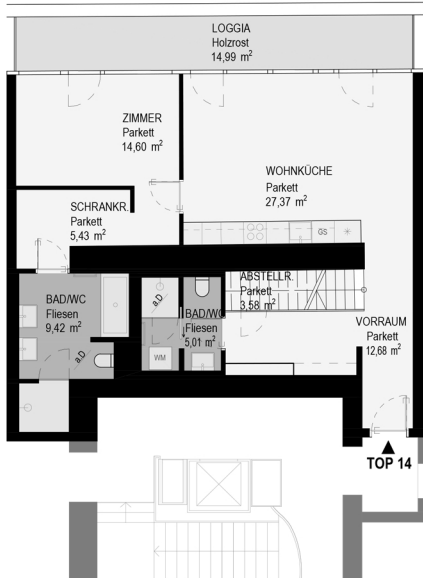 LOGGIA
Holzrost
14,99 m²
ZIMMER
Parkett
14,60 m²
WOHNKÜCHE
Parkett
27,37 m²
SCHRANKR.
Parkett
5,43 m²
GS
BAD/WC
Fliesen
9,42 m²
a.D
a.D
WM
BAD/WC
Fliesen
5,01 m²
ABSTELLR.
Parkett
3,58 m²
VORRAUM
Parkett
12,68 m²
TOP 14